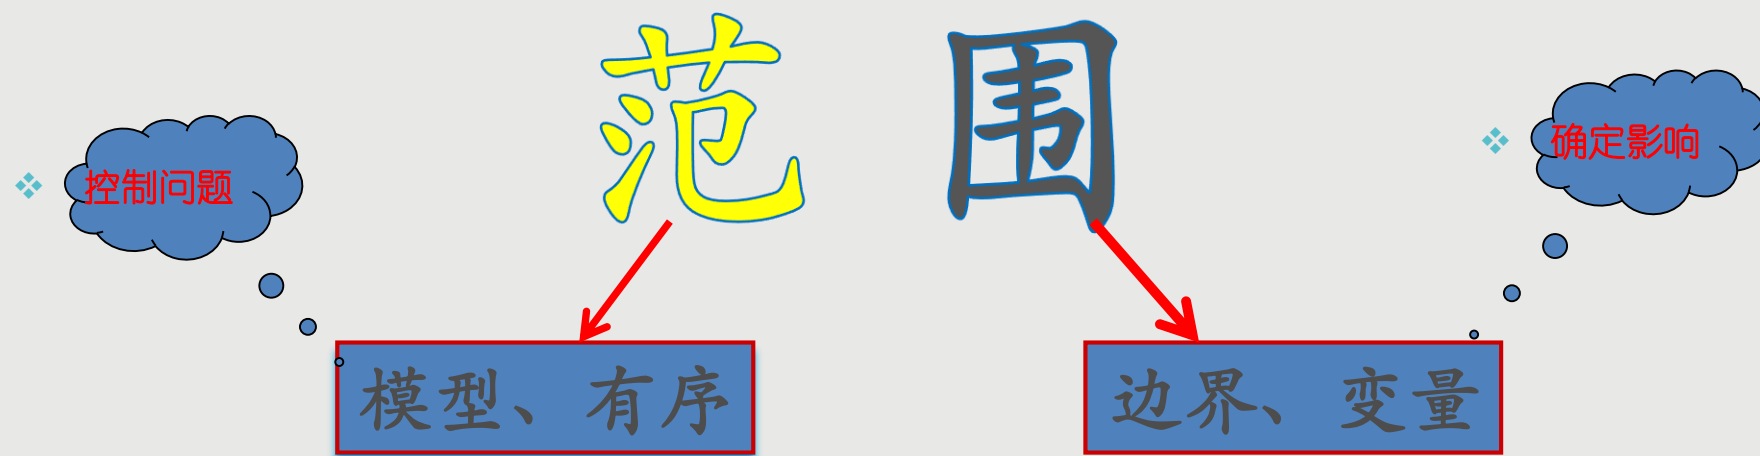 范 围
控制问题
确定影响
模型、有序
边界、 变量